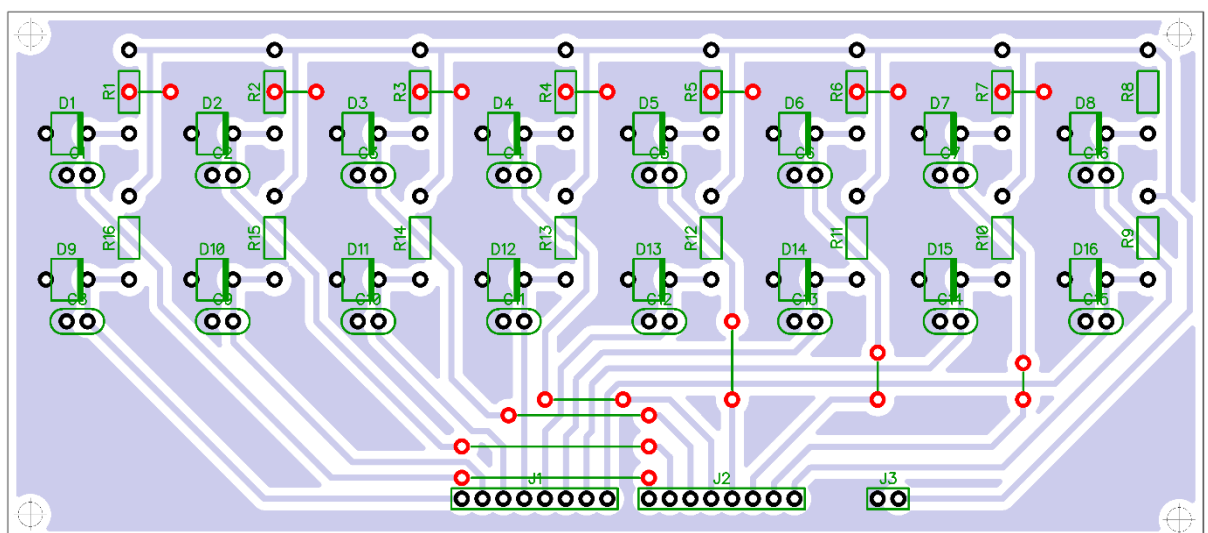 R1 R2 R3 R4 R5 R6 R7 R8
D1 D2 D3 D4 D5 D6 D7 D8
C1 C2 C3 C4 C5 C6 C7 C16
R16 R15 R14 R13 R12 R11 R10 R9
D9 D10 D11 D12 D13 D14 D15 D16
C8 C9 C10 C11 C12 C13 C14 C15
J1 J2 J3